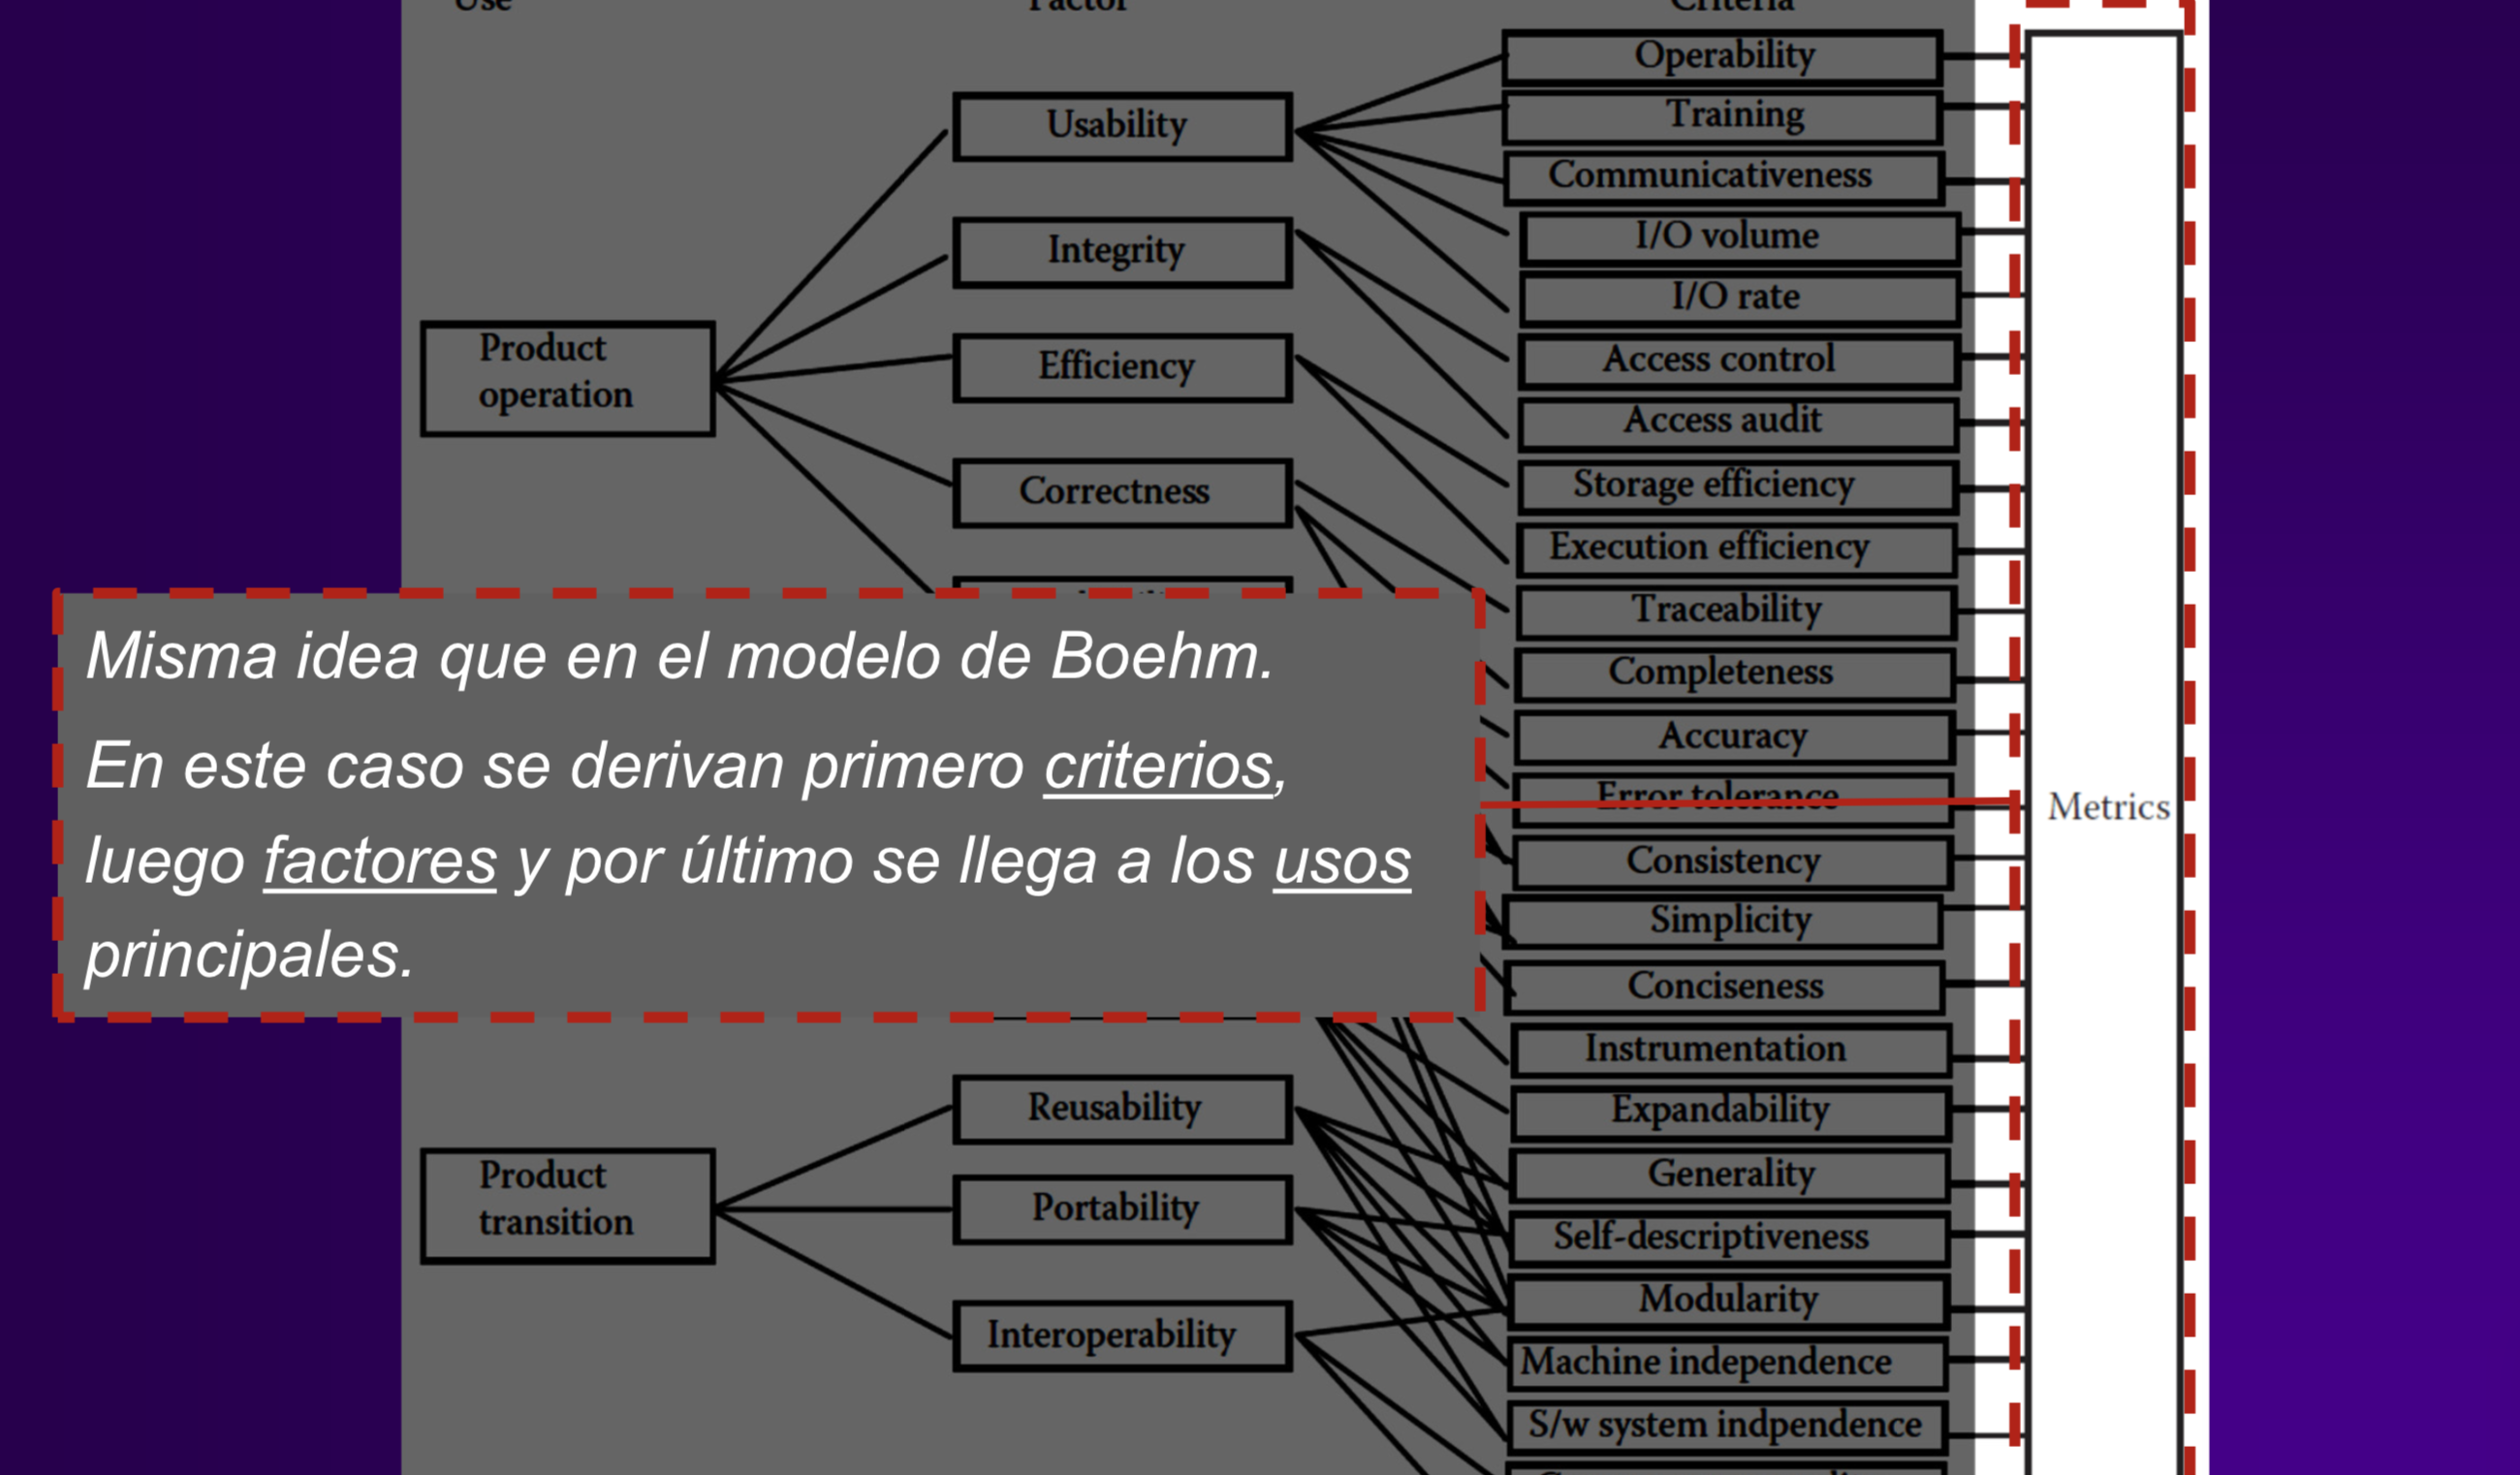 Use
Factor
Criteria
Operability
Training
Usability
Communicativeness
I/O volume
Integrity
I/O rate
Product
operation
Efficiency
Access control
Access audit
Correctness
Storage efficiency
Execution efficiency
Traceability
Misma idea que en el modelo de Boehm.
En este caso se derivan primero criterios,
luego factores y por último se llega a los usos
principales.
Completeness
Accuracy
Error tolerance
Metrics
Consistency
Simplicity
Conciseness
Instrumentation
Expandability
Reusability
Generality
Product
transition
Portability
Self-descriptiveness
Modularity
Interoperability
Machine independence
S/w system indpendence